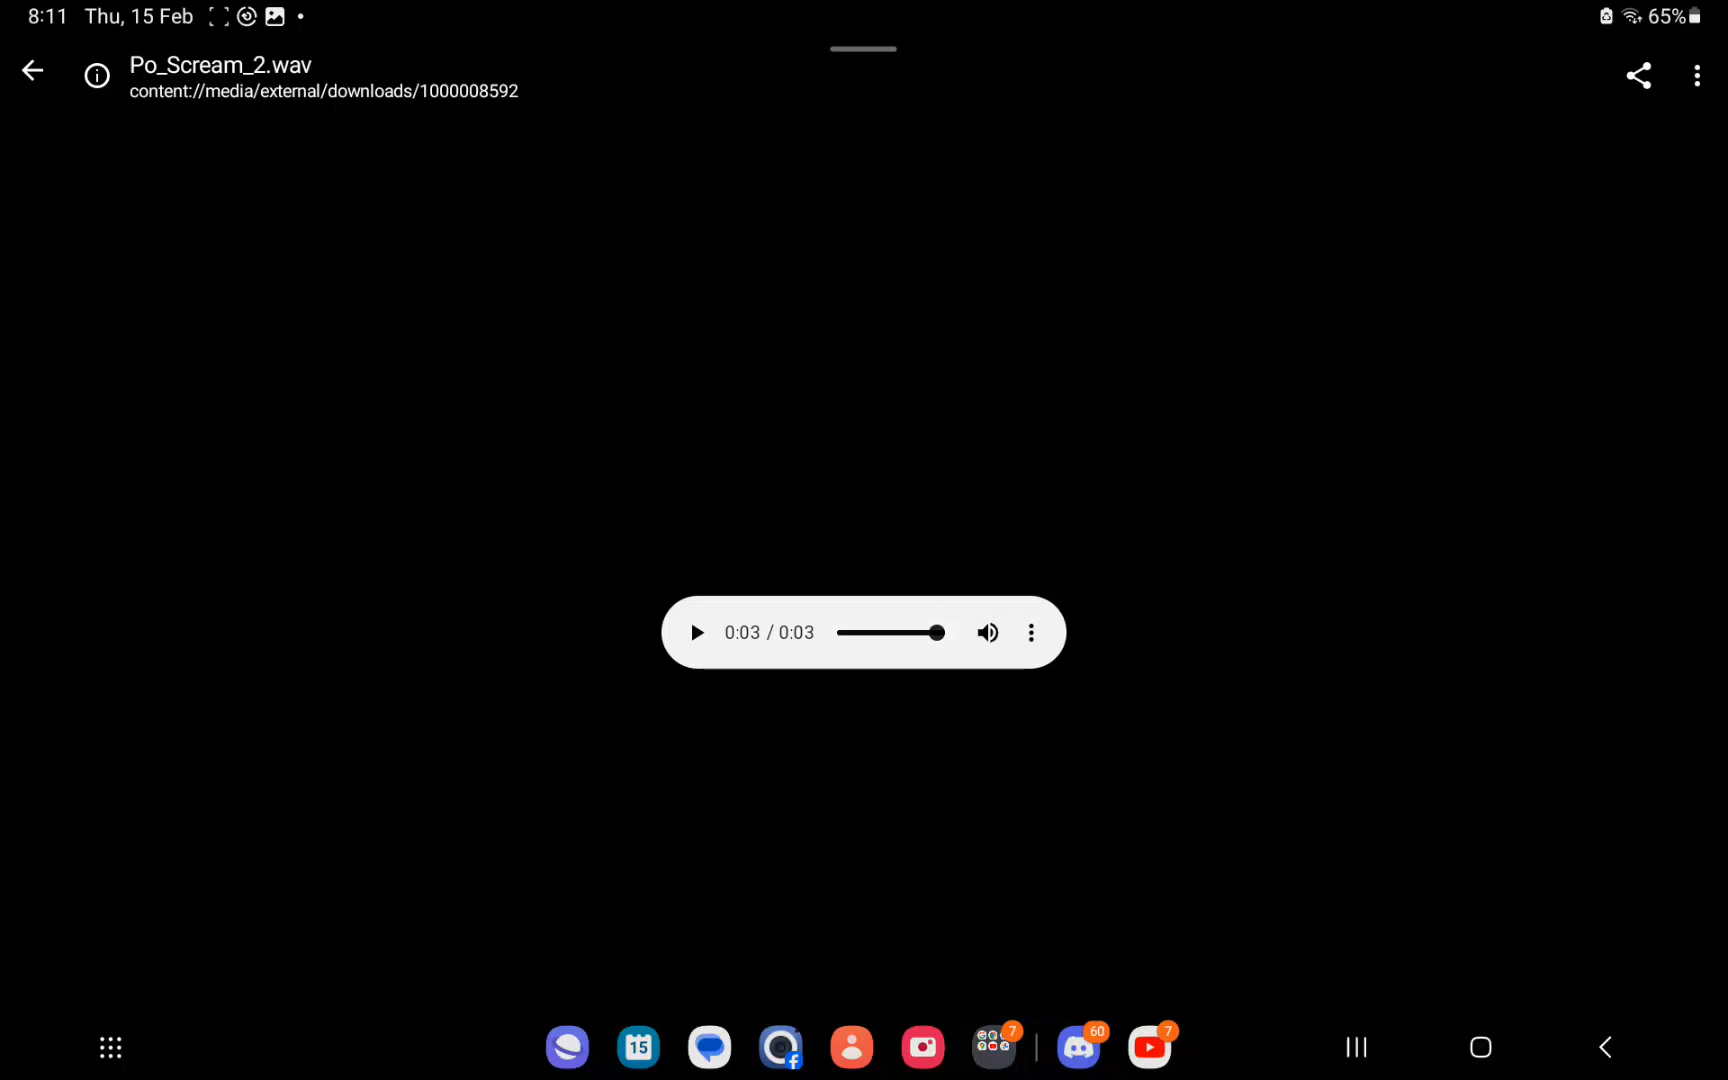 8:11 Thu, 15 Feb 65%
Po_Scream_2.wav
content://media/external/downloads/1000008592
0:03 / 0:03
15 7 60 7